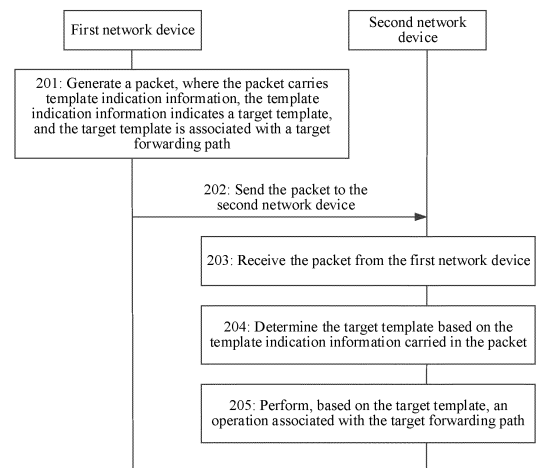 First network device
Second network
device
201: Generate a packet, where the packet carries
template indication information, the template
indication information indicates a target template,
and the target template is associated with a target
forwarding path
202: Send the packet to the
second network device
203: Receive the packet from the first network device
204: Determine the target template based on the
template indication information carried in the packet
205: Perform, based on the target template, an
operation associated with the target forwarding path